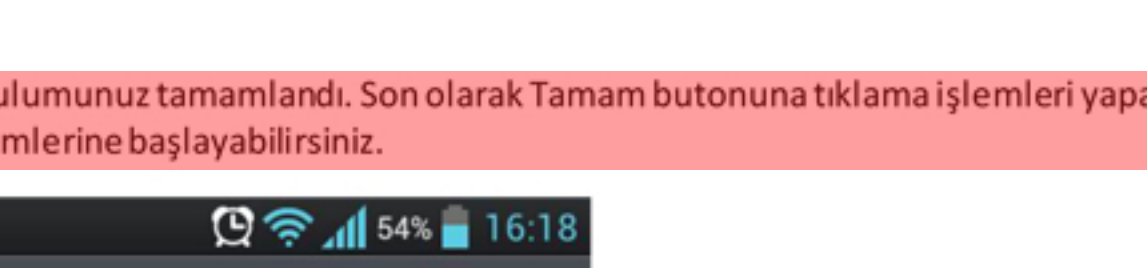 ulumunuz tamamlandı. Son olarak Tamam butonuna tıklama işlemleri yapa
mlerine başlayabilirsiniz.
54% 16:18